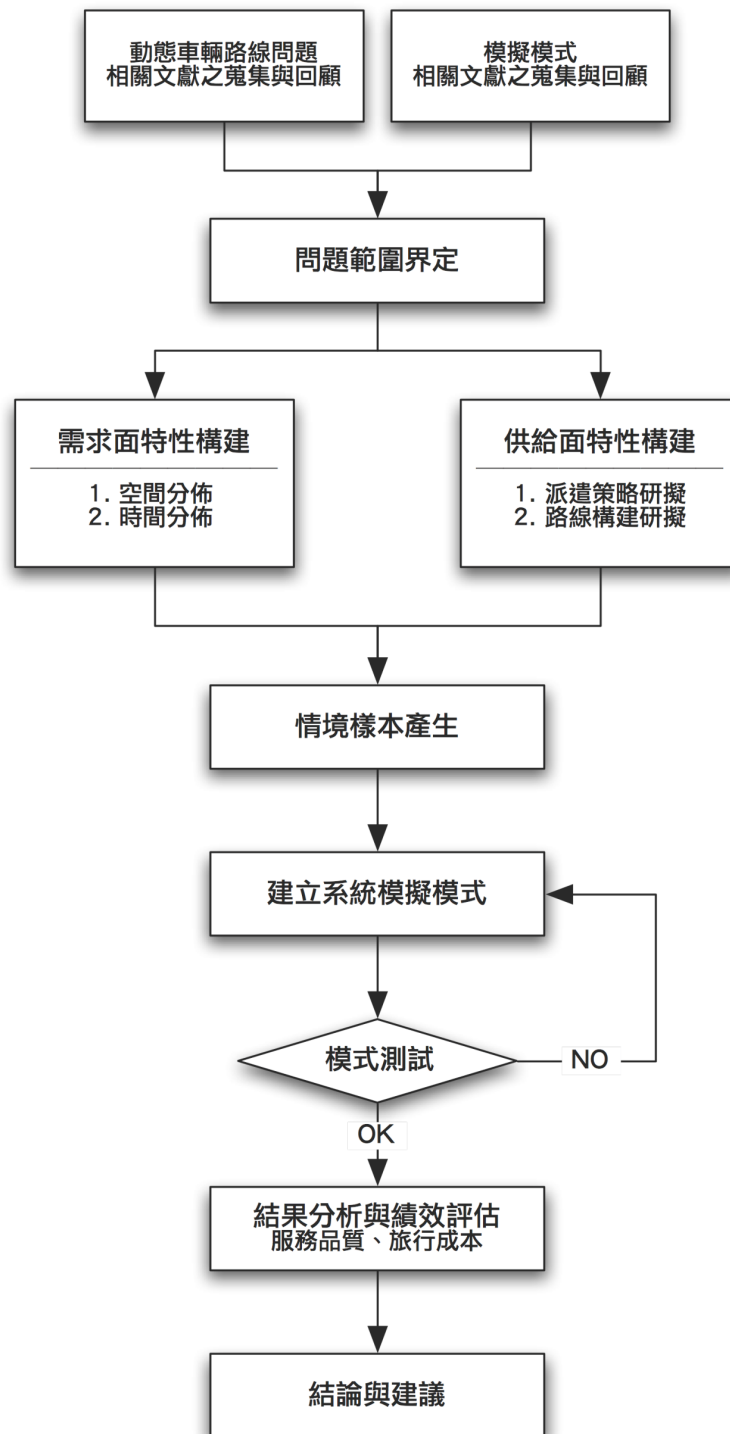 動態車輛路線問題
相關文獻之蒐集與回顧
模擬模式
相關文獻之蒐集與回顧
問題範圍界定
需求面特性構建
1. 空間分佈
2. 時間分佈
供給面特性構建
1. 派遣策略研擬
2. 路線構建研擬
情境樣本產生
建立系統模擬模式
模式測試
NO
OK
結果分析與績效評估
服務品質、旅行成本
結論與建議